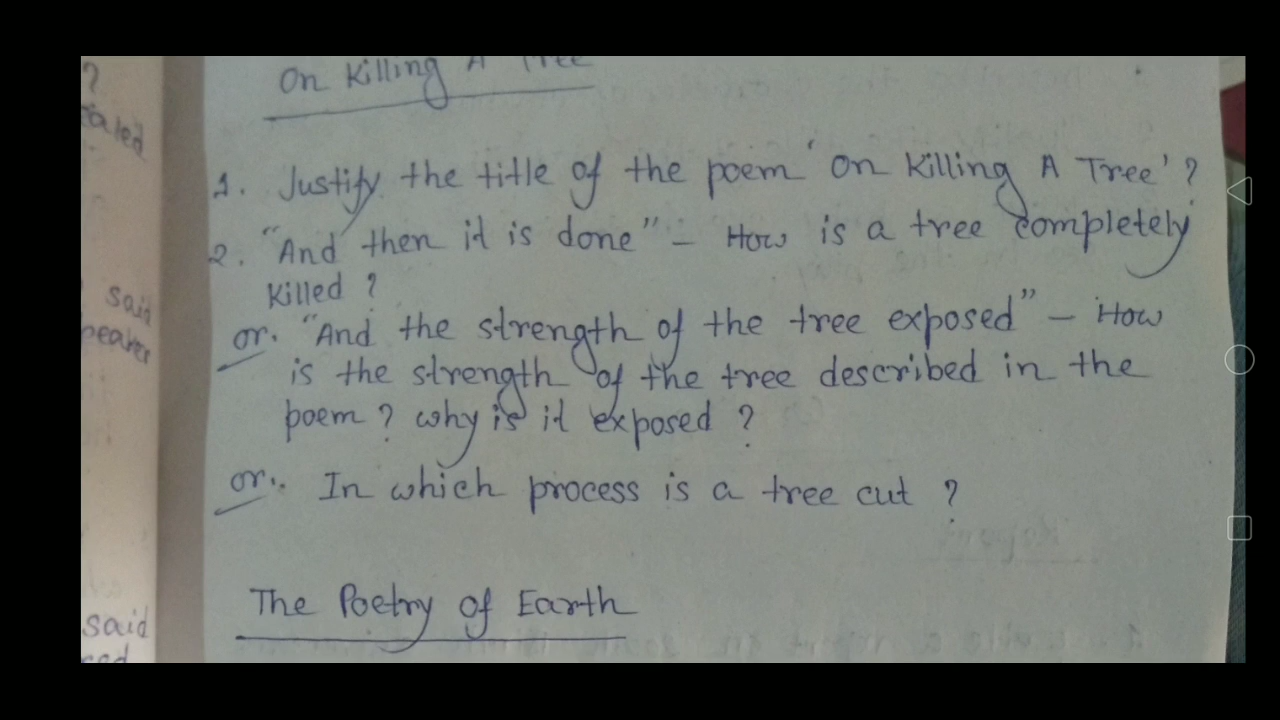 ?
said
said
On Killing A Tree
1. Justify the title of the poem 'On Killing A Tree'?
2. "And then it is done" – How is a tree completely
Killed ?
or. "And the strength of the tree exposed" – How
is the strength of the tree described in the
poem ? why is it exposed ?
or. In which process is a tree cut ?
The Poetry of Earth